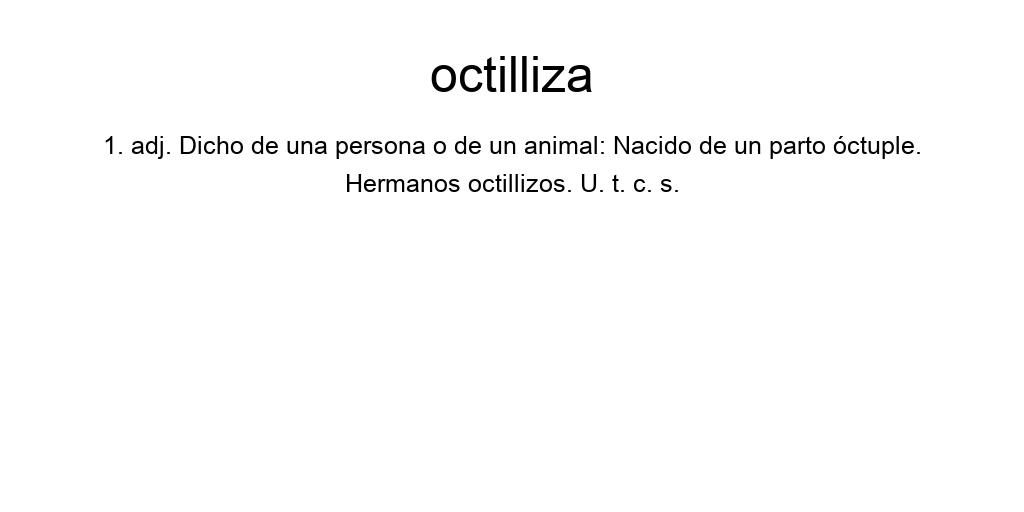 octilliza
1. adj. Dicho de una persona o de un animal: Nacido de un parto óctuple.
Hermanos octillizos. U. t. c. s.